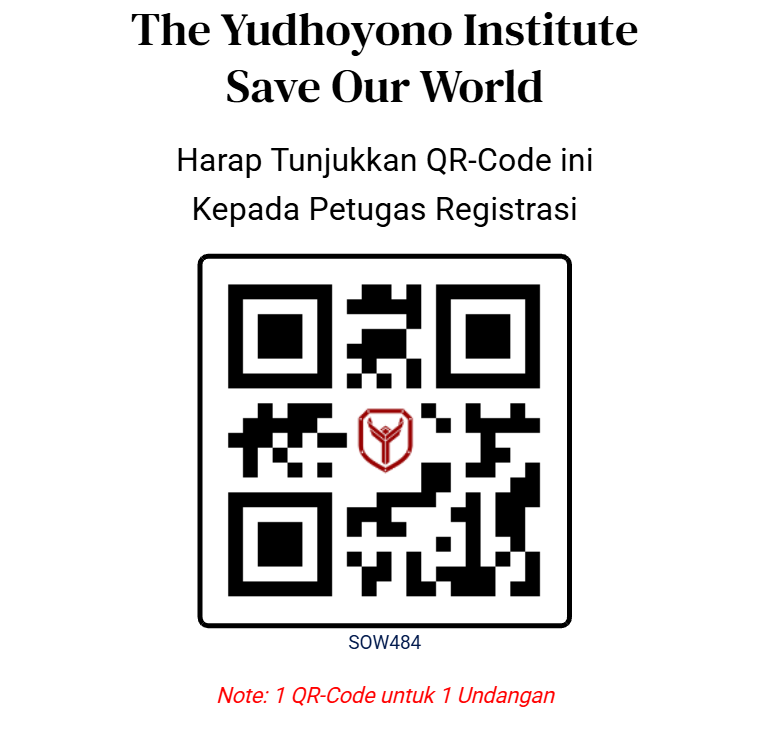 The Yudhoyono Institute
Save Our World
Harap Tunjukkan QR-Code ini
Kepada Petugas Registrasi
SOW484
Note: 1 QR-Code untuk 1 Undangan